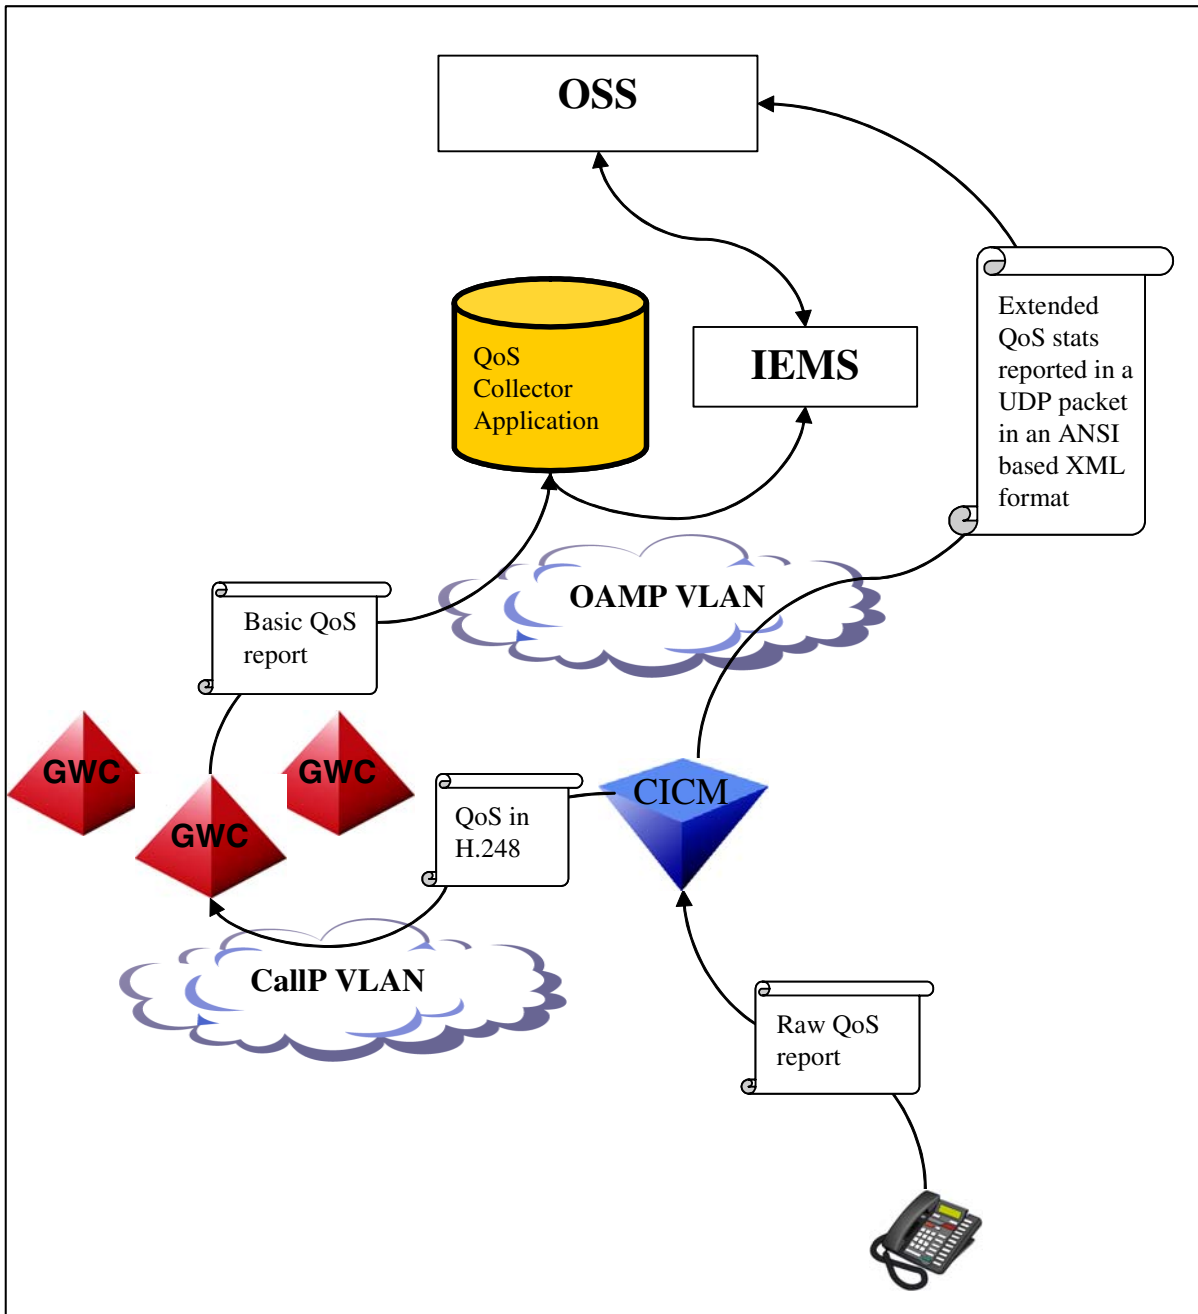 OSS
Extended
QoS stats
reported in a
UDP packet
in an ANSI
based XML
format
QoS
Collector
Application
IEMS
OAMP VLAN
Basic QoS
report
GWC
GWC
GWC
QoS in
H.248
CICM
CallP VLAN
Raw QoS
report